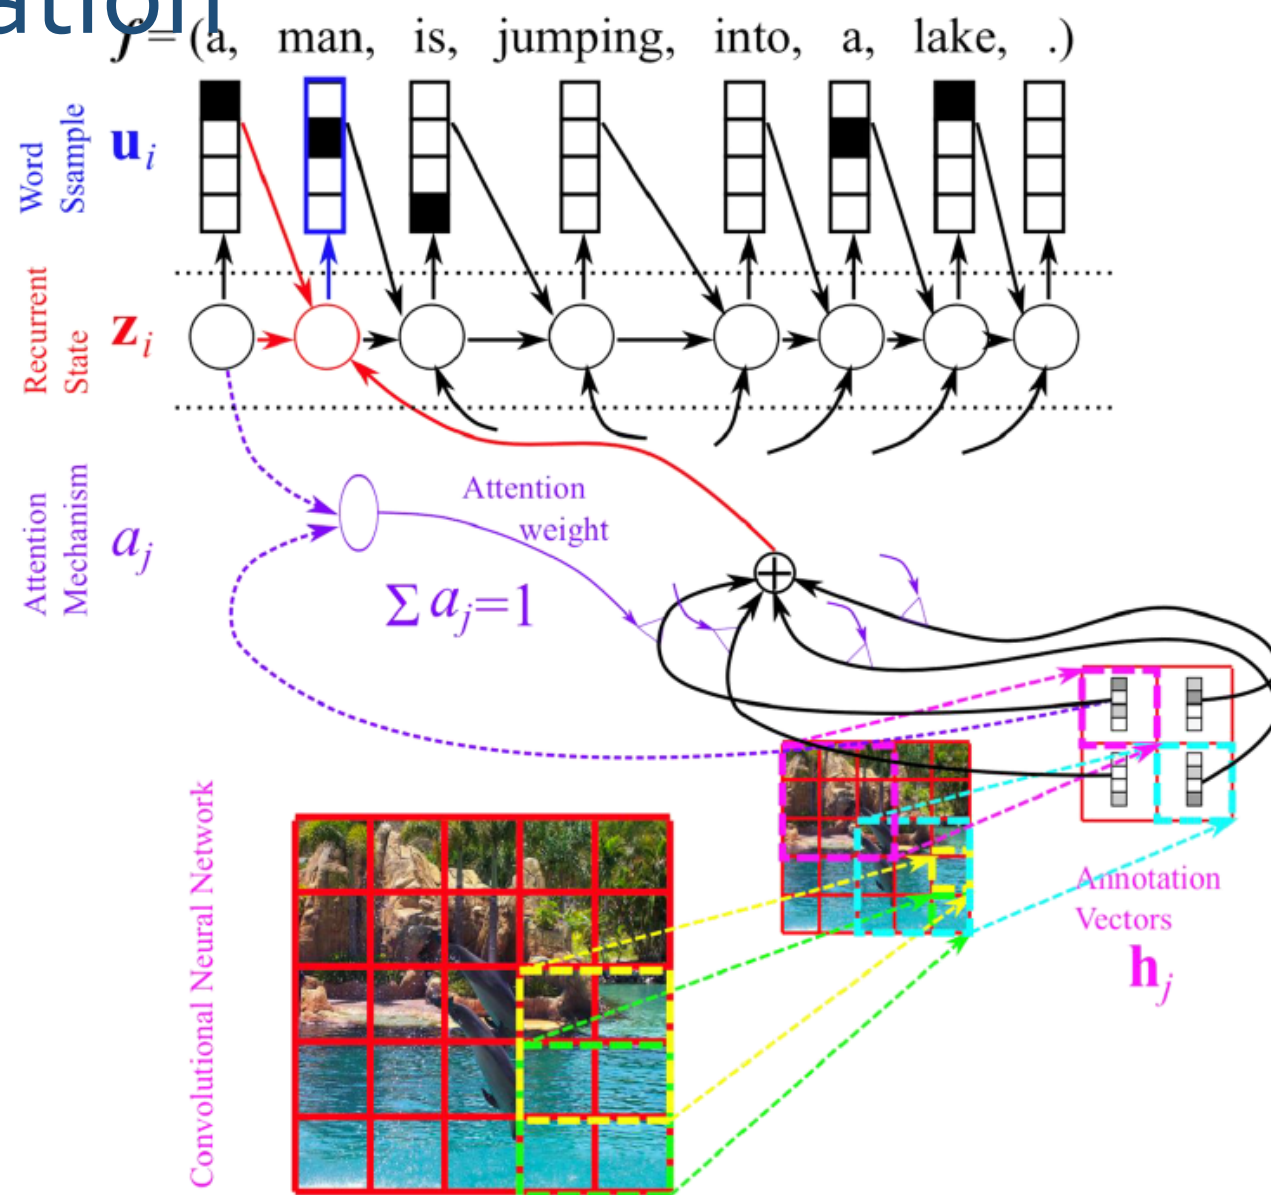 ation
f = (a, man, is, jumping, into, a, lake, .)
Word
Ssample
u_i
Recurrent
State
z_i
Attention
Mechanism
a_j
Attention
weight
∑ a_j=1
Convolutional Neural Network
Annotation
Vectors
h_j